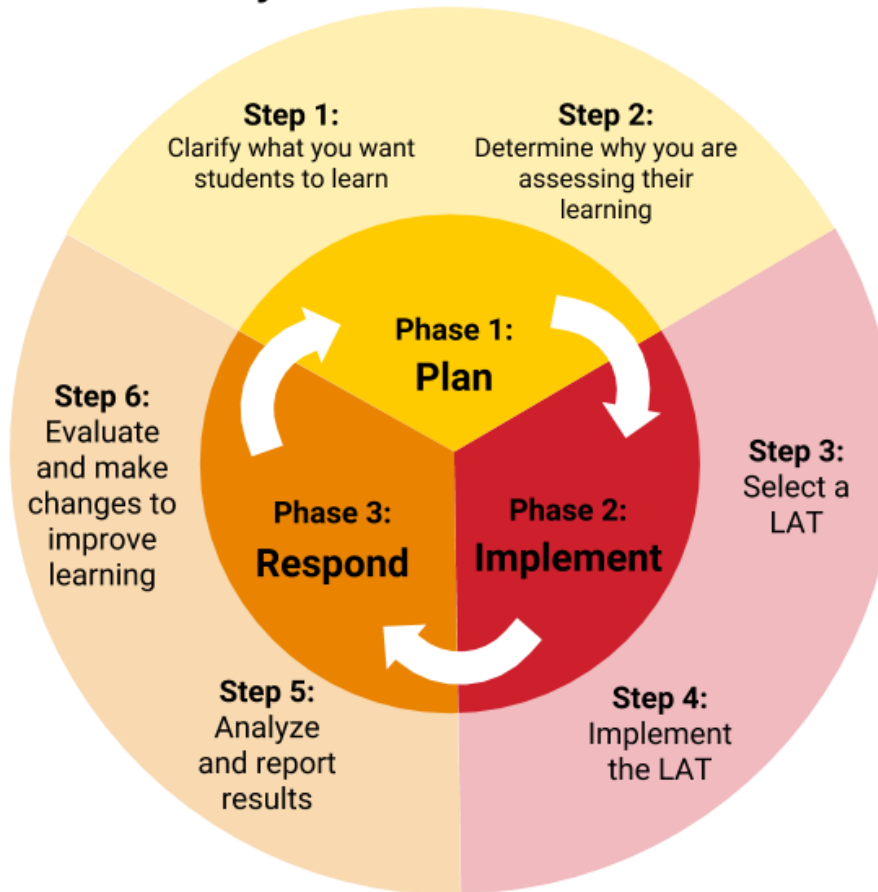 Step 1:
Clarify what you want
students to learn
Step 2:
Determine why you are
assessing their
learning
Phase 1:
Plan
Step 3:
Select a
LAT
Phase 2:
Implement
Step 4:
Implement
the LAT
Phase 3:
Respond
Step 5:
Analyze
and report
results
Step 6:
Evaluate
and make
changes to
improve
learning